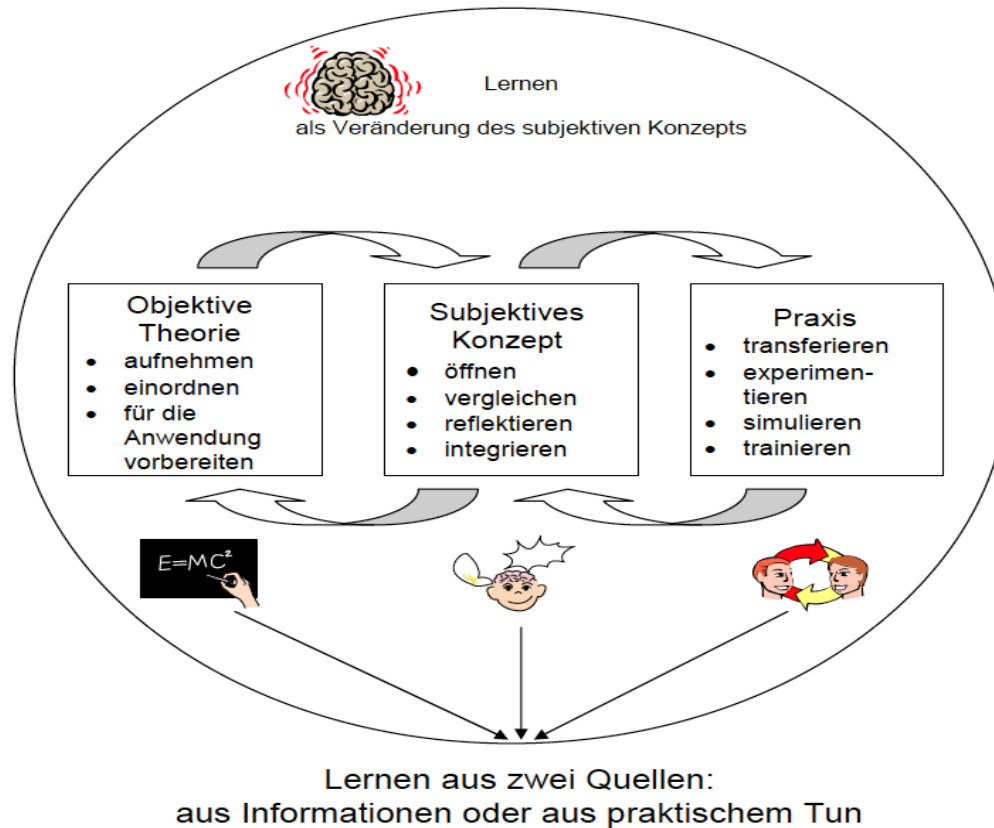 Lernen
als Veränderung des subjektiven Konzepts
Objektive
Theorie
• aufnehmen
• einordnen
• für die
Anwendung
vorbereiten
Subjektives
Konzept
• öffnen
• vergleichen
• reflektieren
• integrieren
Praxis
• transferieren
• experimen-
tieren
• simulieren
• trainieren
E=MC²
Lernen aus zwei Quellen:
aus Informationen oder aus praktischem Tun